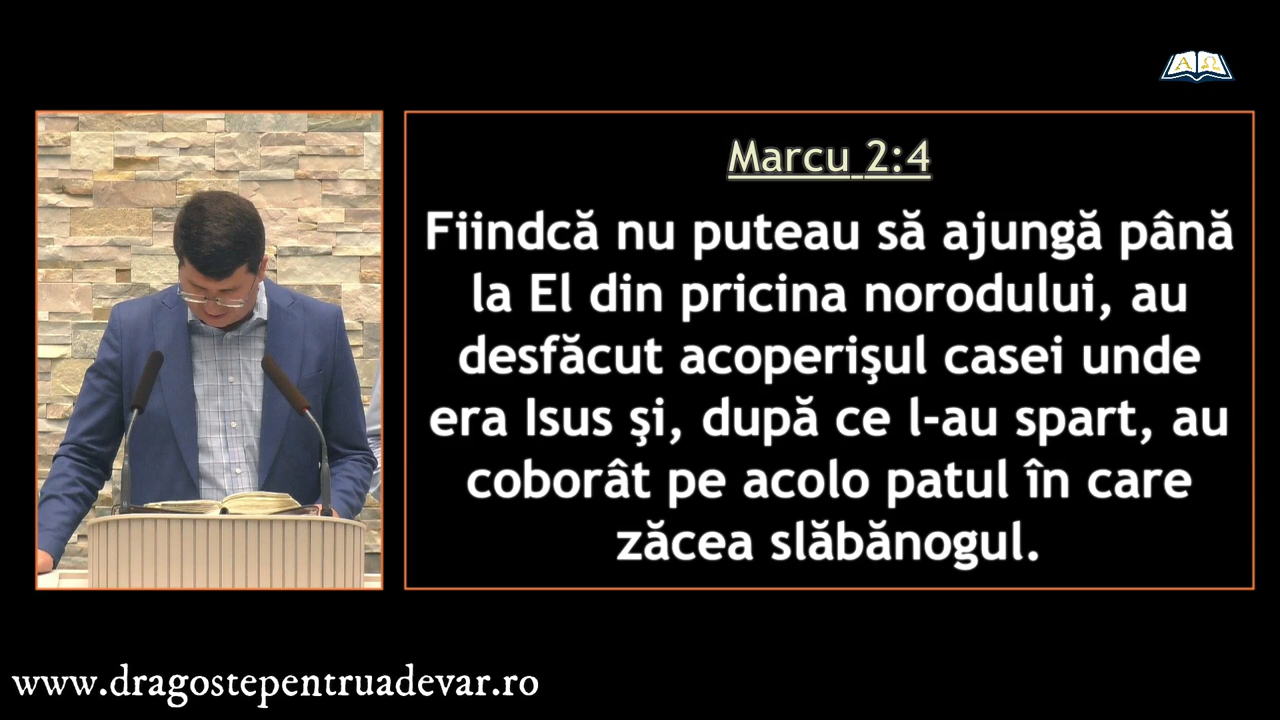 Α Ω
Marcu 2:4
Fiindcă nu puteau să ajungă până
la El din pricina norodului, au
desfăcut acoperişul casei unde
era Isus şi, după ce l-au spart, au
coborât pe acolo patul în care
zăcea slăbănogul.
www.dragostepentruadevar.ro